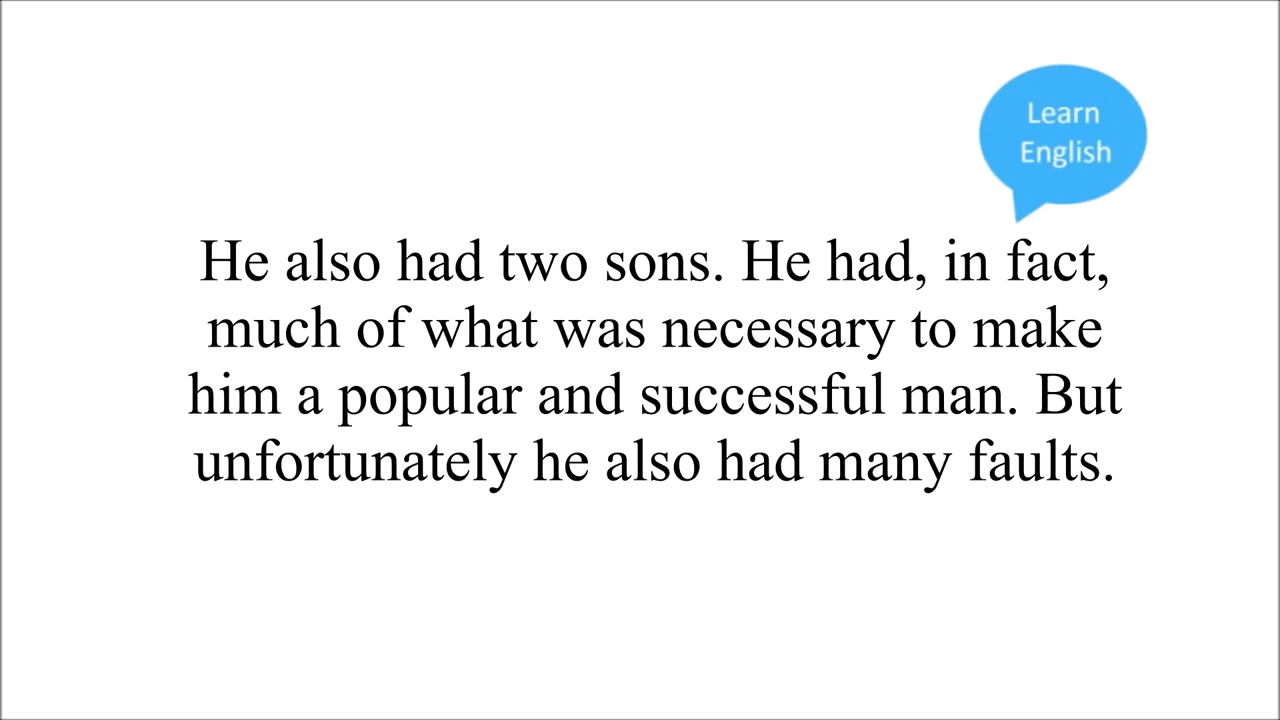 Learn
English
He also had two sons. He had, in fact,
much of what was necessary to make
him a popular and successful man. But
unfortunately he also had many faults.